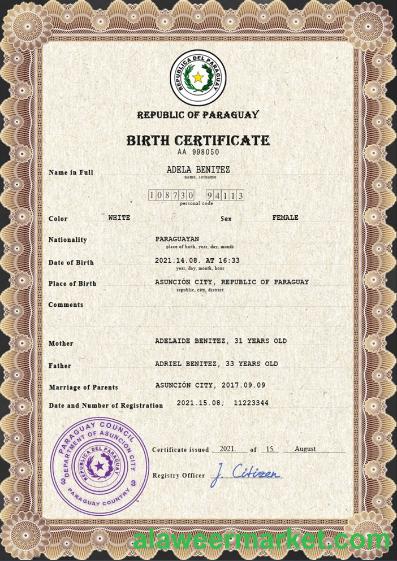 REPUBLICA DEL PARAGUAY
REPUBLIC OF PARAGUAY
BIRTH CERTIFICATE
AA 998050
Name in Full ADELA BENITEZ
name, surname
108730 94113
personal code
Color WHITE Sex FEMALE
Nationality PARAGUAYAN
place of birth, year, day, month
Date of Birth 2021.14.08. AT 16:33
year, day, month, hour
Place of Birth ASUNCIÓN CITY, REPUBLIC OF PARAGUAY
republic, city, district
Comments
Mother ADELAIDE BENITEZ, 31 YEARS OLD
Father ADRIEL BENITEZ, 33 YEARS OLD
Marriage of Parents ASUNCIÓN CITY, 2017.09.09
Date and Number of Registration 2021.15.08; 11223344
PARAGUAY COUNCIL
DEPARTMENT OF ASUNCION CITY
REPUBLICA DEL PARAGUAY
PARAGUAY COUNTRY
Certificate issued 2021 of 15 August
Registry Officer J. Citizen
alaweermarket.com